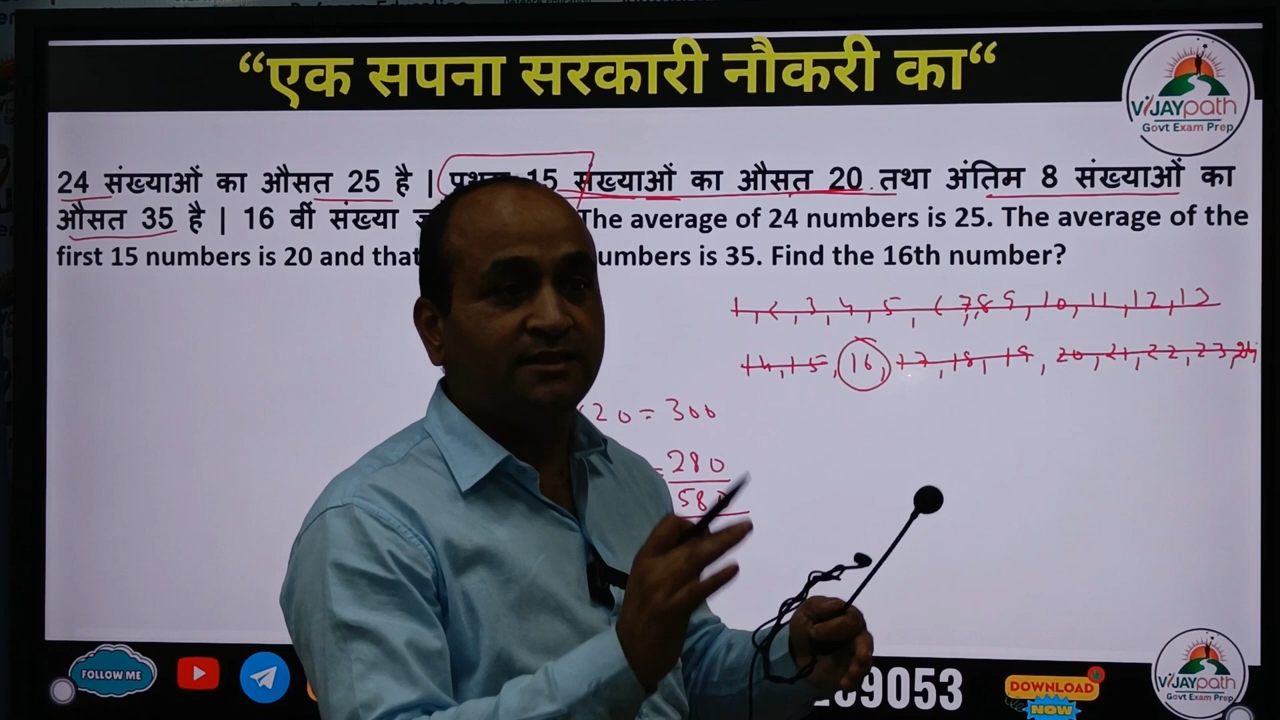 “एक सपना सरकारी नौकरी का“
VIJAYpath
Govt Exam Prep
24 संख्याओं का औसत 25 है | प्रथम 15 संख्याओं का औसत 20 तथा अंतिम 8 संख्याओं का
औसत 35 है | 16 वीं संख्या The average of 24 numbers is 25. The average of the
first 15 numbers is 20 and that umbers is 35. Find the 16th number?
1, 2, 3, 4, 5, 6, 7, 8, 9, 10, 11, 12, 13
14, 15, 16, 17, 18, 19, 20, 21, 22, 23, 24
20 = 300
= 280
580
FOLLOW ME
9053
DOWNLOAD
NOW
VIJAYpath
Govt Exam Prep